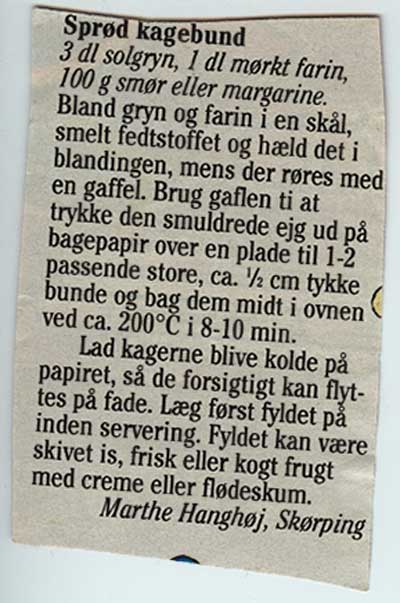 Sprød kagebund
3 dl solgryn, 1 dl mørkt farin,
100 g smør eller margarine.
Bland gryn og farin i en skål,
smelt fedtstoffet og hæld det i
blandingen, mens der røres med
en gaffel. Brug gaflen ti at
trykke den smuldrede ejg ud på
bagepapir over en plade til 1-2
passende store, ca. ½ cm tykke
bunde og bag dem midt i ovnen
ved ca. 200°C i 8-10 min.
Lad kagerne blive kolde på
papiret, så de forsigtigt kan flyt-
tes på fade. Læg først fyldet på
inden servering. Fyldet kan være
skivet is, frisk eller kogt frugt
med creme eller flødeskum.
Marthe Hanghøj, Skørping